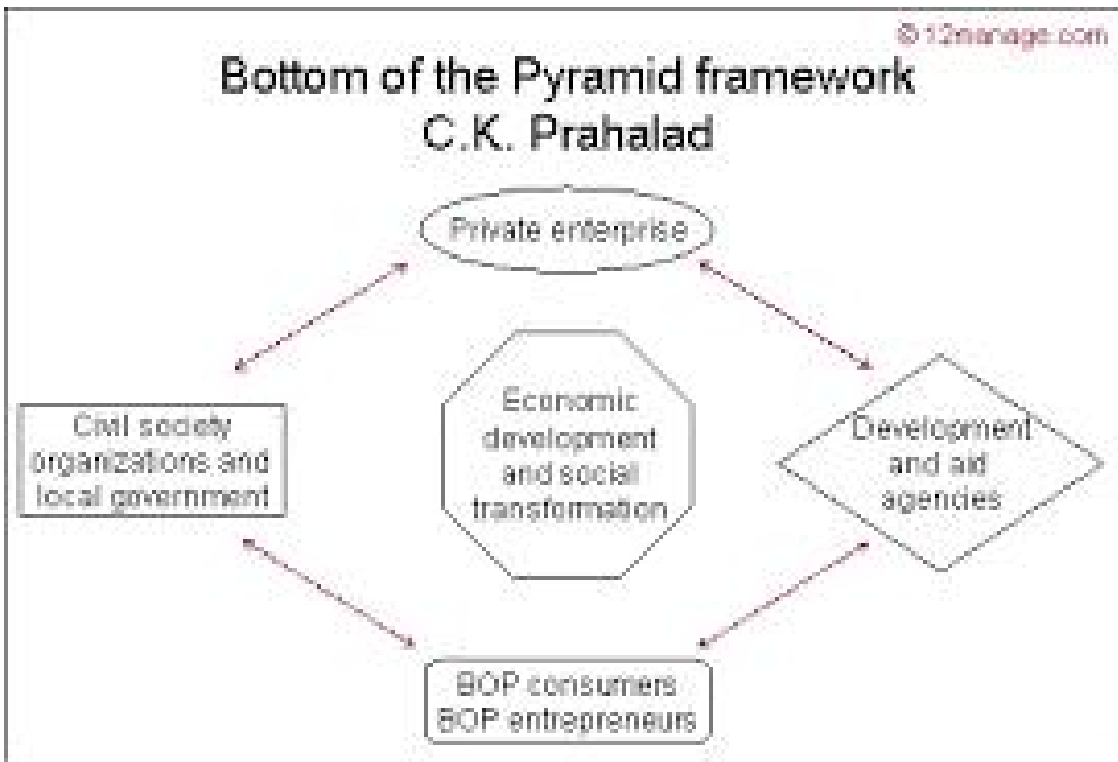 © 12manage.com
Bottom of the Pyramid framework
C.K. Prahalad
Private enterprise
Civil society
organizations and
local government
Economic
development
and social
transformation
Development
and aid
agencies
BOP consumers
BOP entrepreneurs